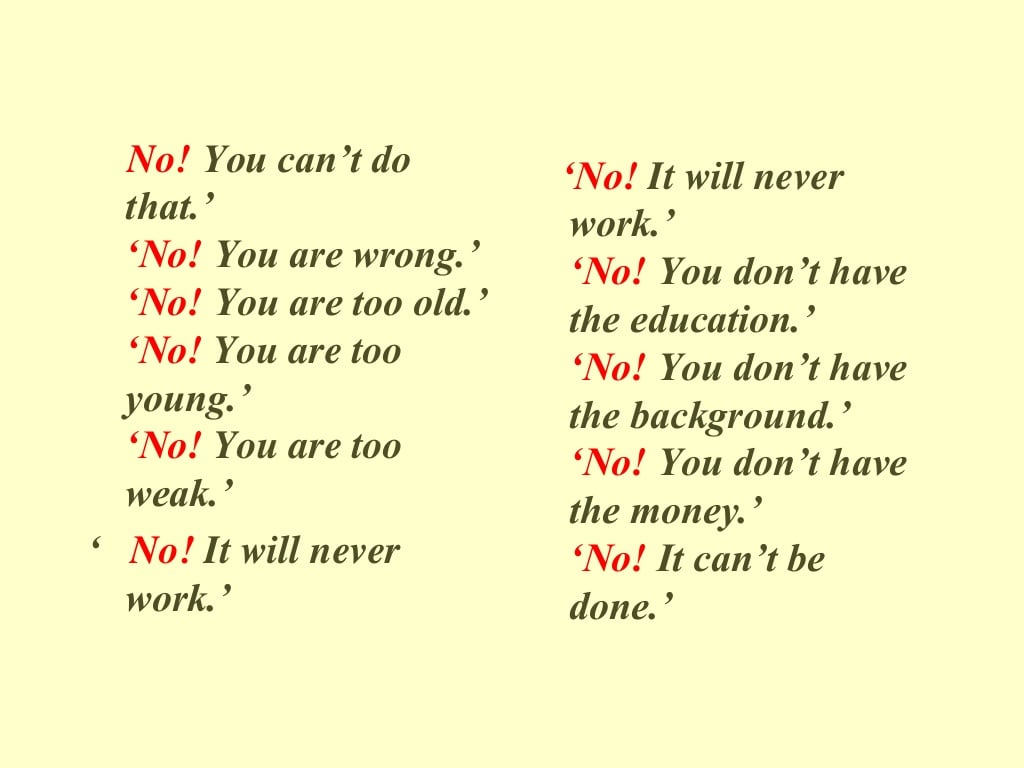 No! You can’t do
that.’
‘No! You are wrong.’
‘No! You are too old.’
‘No! You are too
young.’
‘No! You are too
weak.’
‘ No! It will never
work.’
‘No! It will never
work.’
‘No! You don’t have
the education.’
‘No! You don’t have
the background.’
‘No! You don’t have
the money.’
‘No! It can’t be
done.’